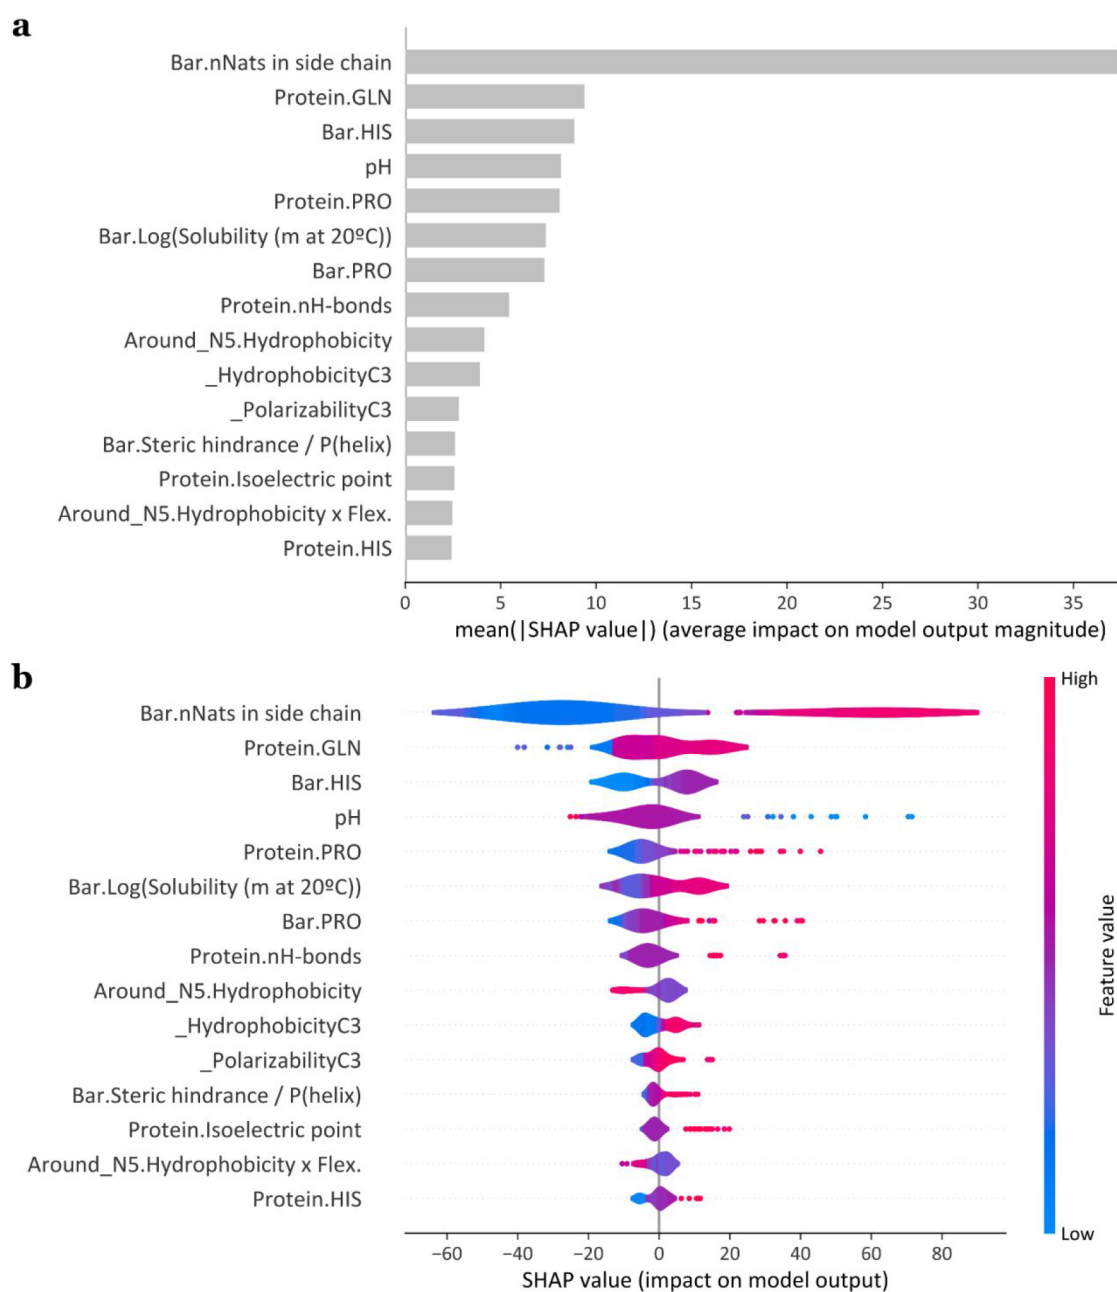 a
Bar.nNats in side chain
Protein.GLN
Bar.HIS
pH
Protein.PRO
Bar.Log(Solubility (m at 20ºC))
Bar.PRO
Protein.nH-bonds
Around_N5.Hydrophobicity
_HydrophobicityC3
_PolarizabilityC3
Bar.Steric hindrance / P(helix)
Protein.Isoelectric point
Around_N5.Hydrophobicity x Flex.
Protein.HIS
0 5 10 15 20 25 30 35
mean(|SHAP value|) (average impact on model output magnitude)
b
High
Bar.nNats in side chain
Protein.GLN
Bar.HIS
pH
Protein.PRO
Bar.Log(Solubility (m at 20ºC))
Bar.PRO
Protein.nH-bonds
Around_N5.Hydrophobicity
_HydrophobicityC3
_PolarizabilityC3
Bar.Steric hindrance / P(helix)
Protein.Isoelectric point
Around_N5.Hydrophobicity x Flex.
Protein.HIS
Feature value
Low
−60 −40 −20 0 20 40 60 80
SHAP value (impact on model output)